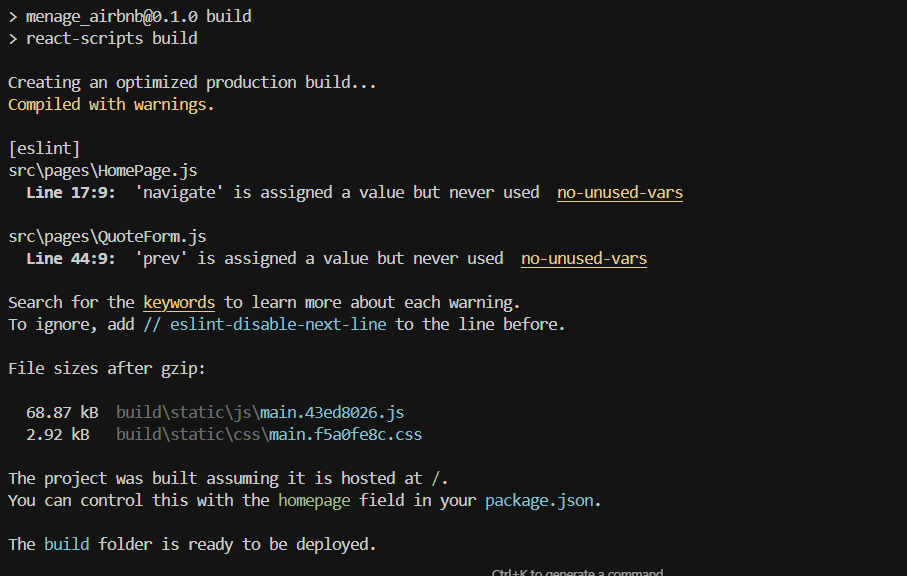 > menage_airbnb@0.1.0 build
> react-scripts build
Creating an optimized production build...
Compiled with warnings.
[eslint]
src\pages\HomePage.js
Line 17:9:  'navigate' is assigned a value but never used  no-unused-vars
src\pages\QuoteForm.js
Line 44:9:  'prev' is assigned a value but never used  no-unused-vars
Search for the keywords to learn more about each warning.
To ignore, add // eslint-disable-next-line to the line before.
File sizes after gzip:
68.87 kB  build\static\js\main.43ed8026.js
2.92 kB   build\static\css\main.f5a0fe8c.css
The project was built assuming it is hosted at /.
You can control this with the homepage field in your package.json.
The build folder is ready to be deployed.
Ctrl+K to generate a command